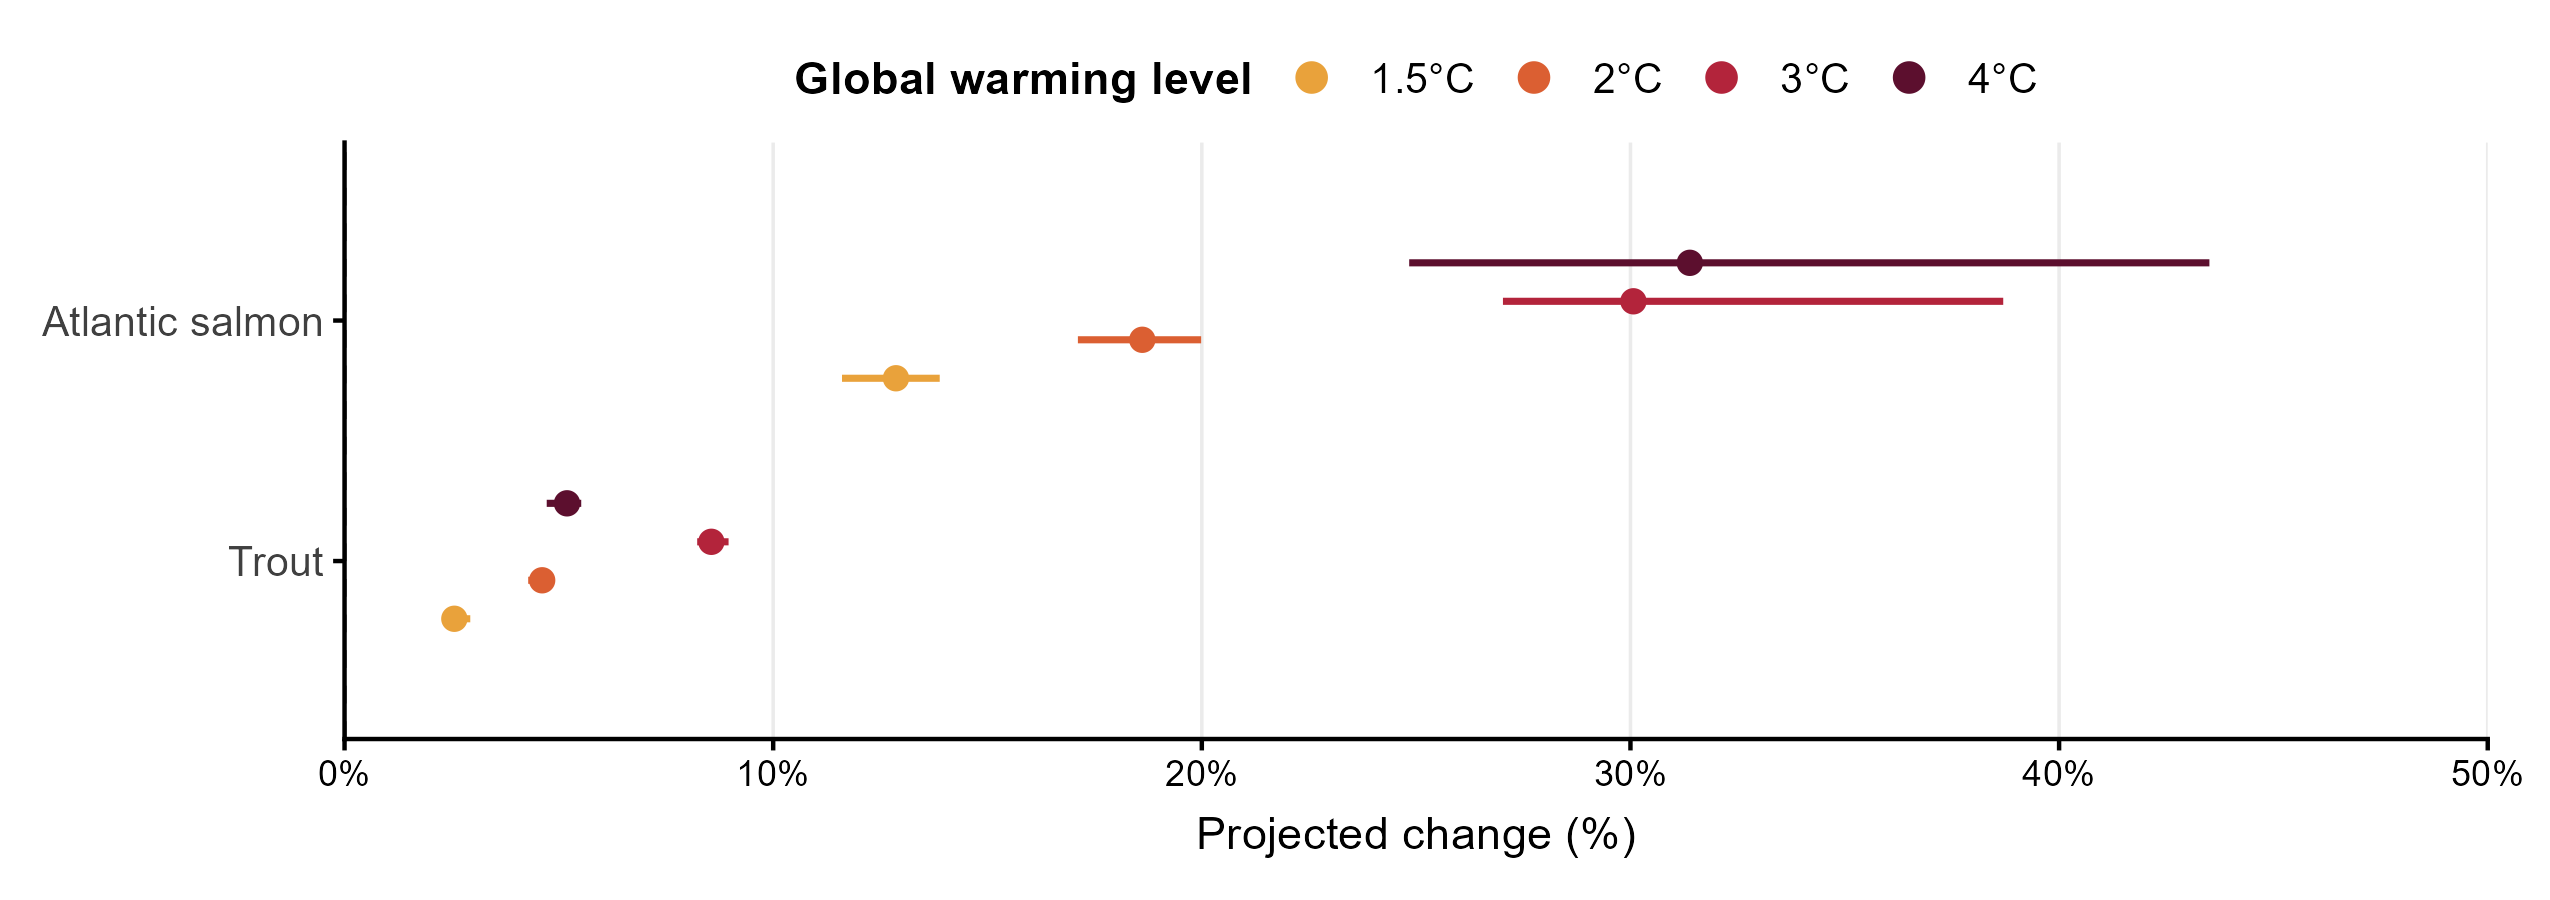 Global warming level 1.5°C 2°C 3°C 4°C
Atlantic salmon
Trout
0% 10% 20% 30% 40% 50%
Projected change (%)